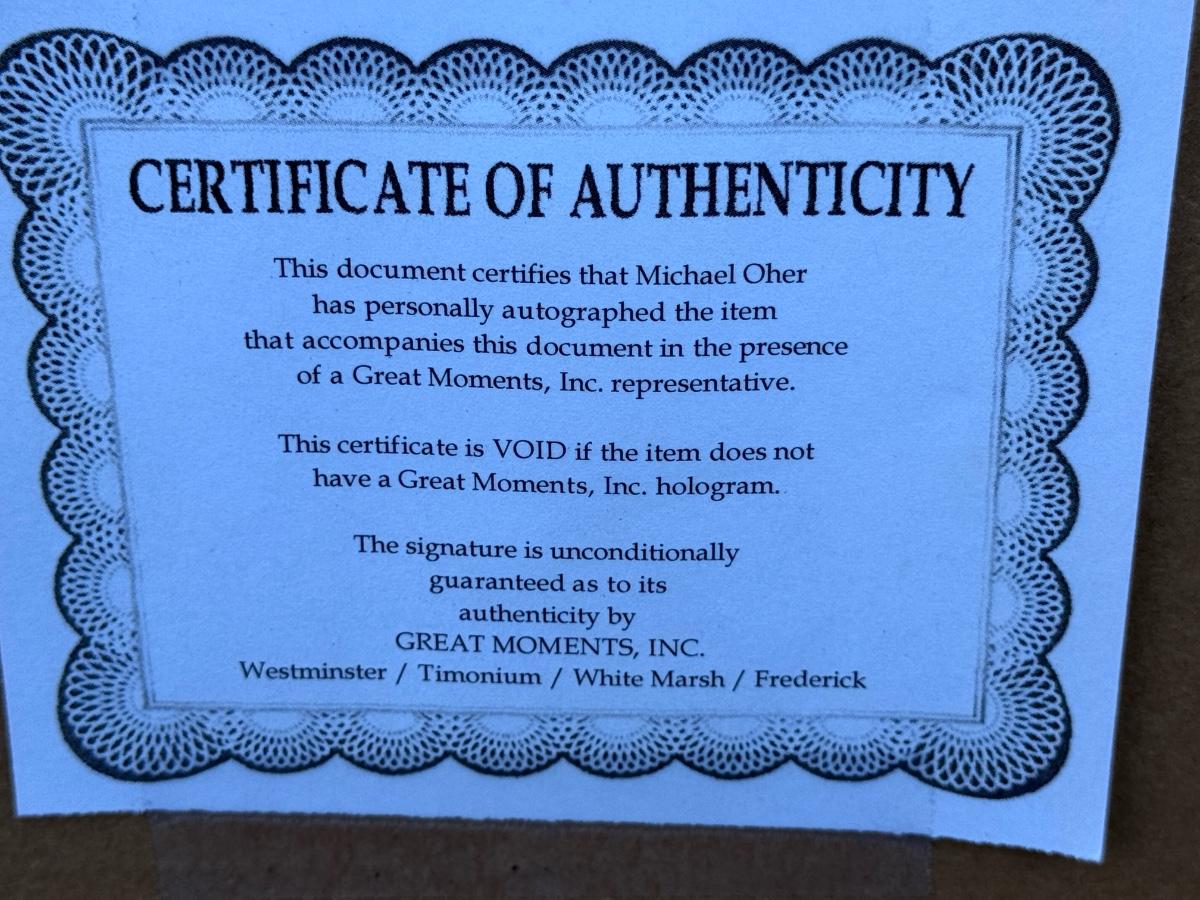 CERTIFICATE OF AUTHENTICITY
This document certifies that Michael Oher
has personally autographed the item
that accompanies this document in the presence
of a Great Moments, Inc. representative.
This certificate is VOID if the item does not
have a Great Moments, Inc. hologram.
The signature is unconditionally
guaranteed as to its
authenticity by
GREAT MOMENTS, INC.
Westminster / Timonium / White Marsh / Frederick